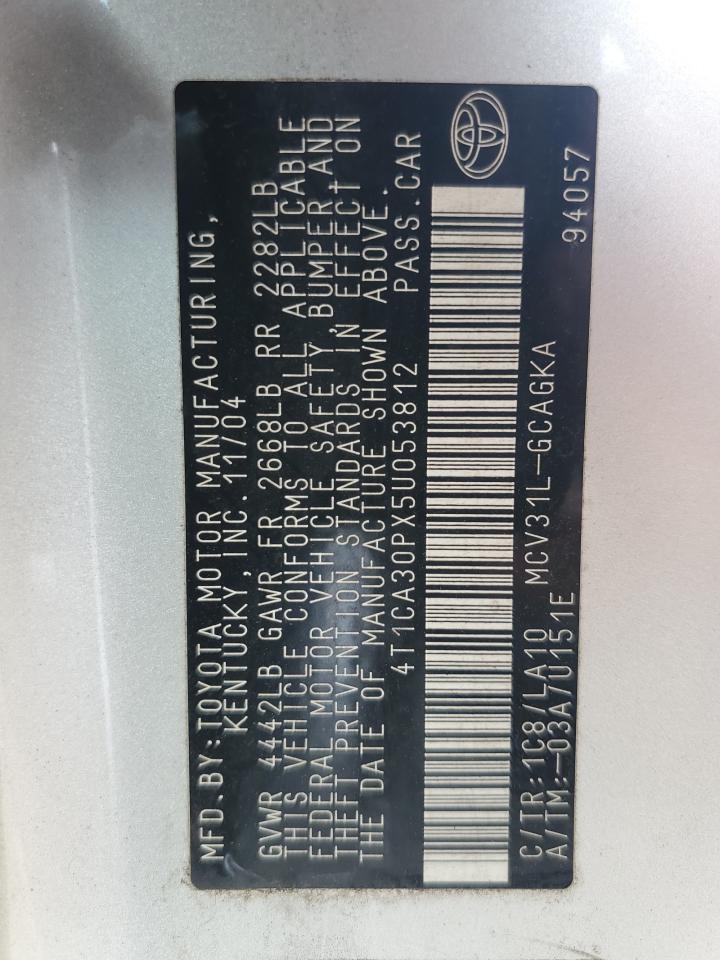 MFD.BY:TOYOTA MOTOR MANUFACTURING,
KENTUCKY, INC. 11/04
GVWR 4442LB GAWR FR 2668LB RR 2282LB
THIS VEHICLE CONFORMS TO ALL APPLICABLE
FEDERAL MOTOR VEHICLE SAFETY, BUMPER, AND
THEFT PREVENTION STANDARDS IN EFFECT ON
THE DATE OF MANUFACTURE SHOWN ABOVE.
4T1CA30PX5U053812 PASS.CAR
C/TR:1C8/LA10 MCV31L-GCAGKA 94057
A/TM:-03A/U151E